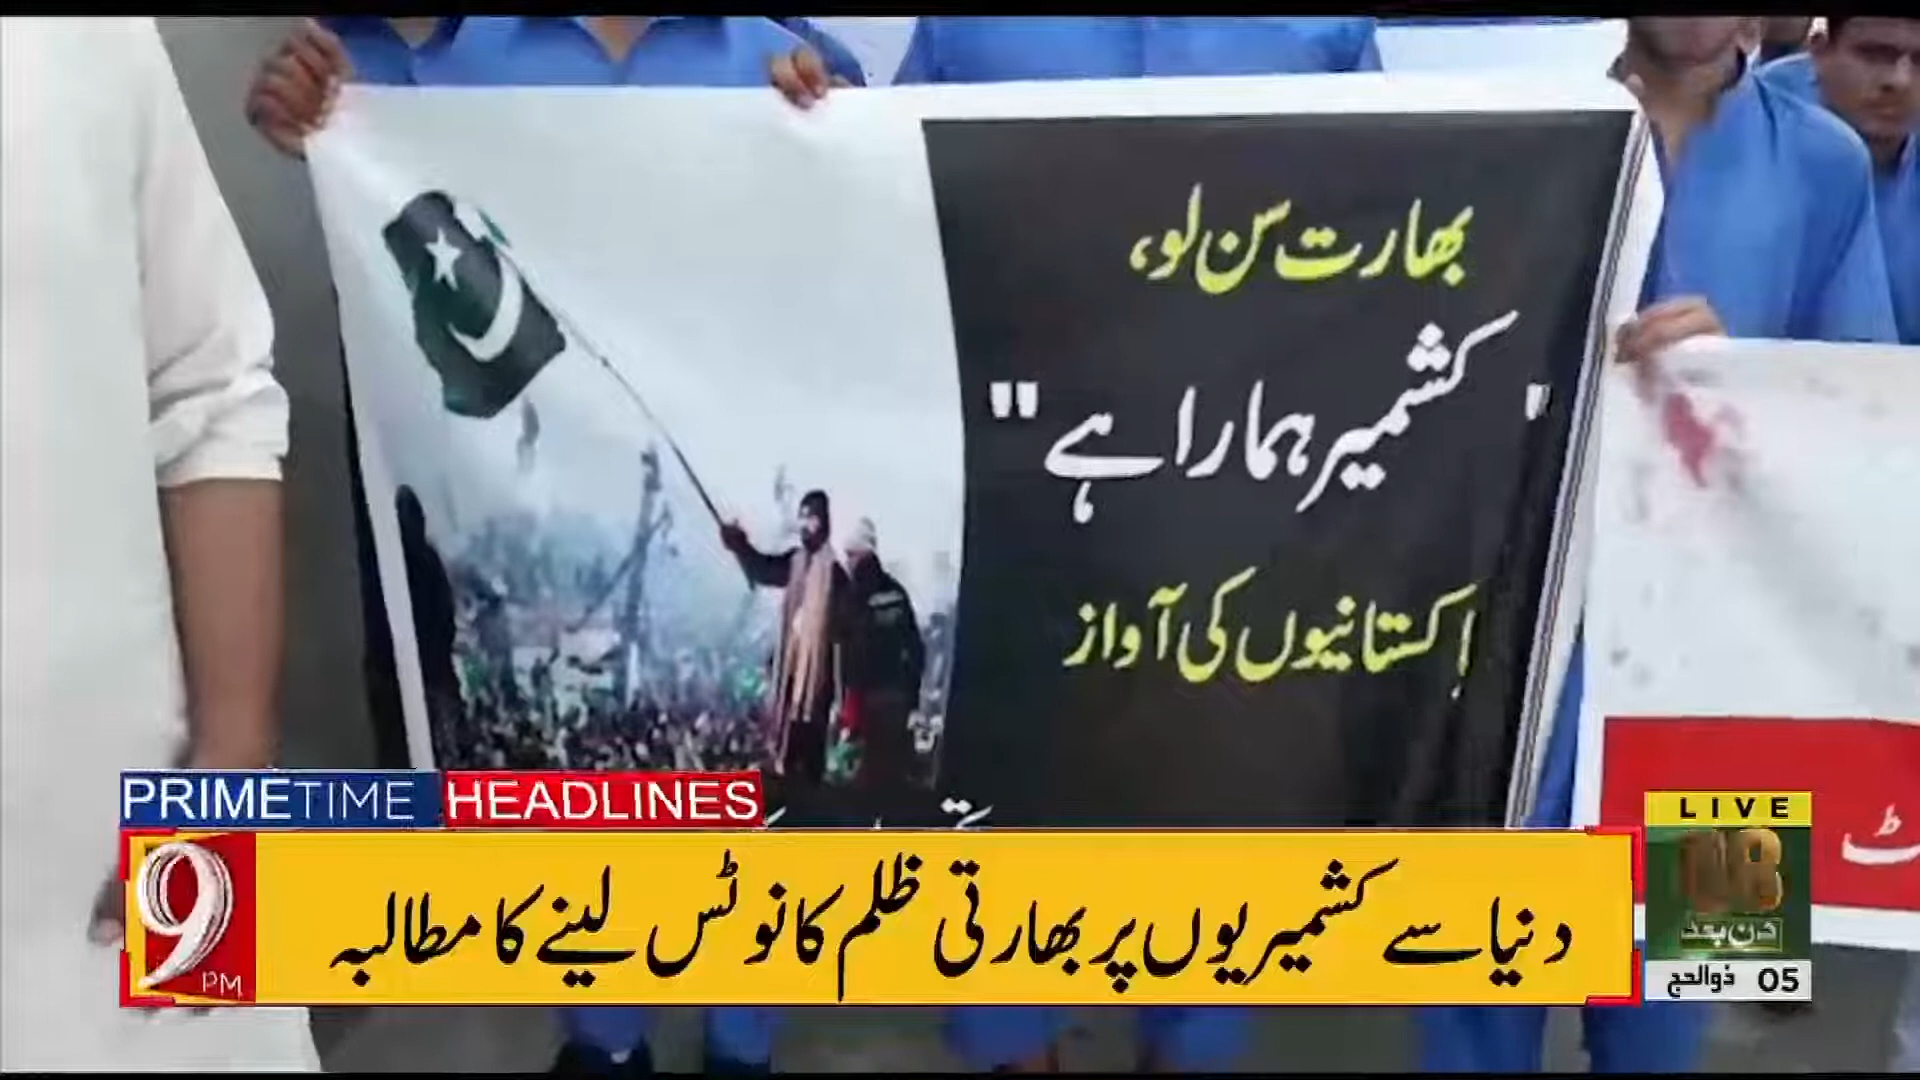 بھارت سن لو،
' کشمیر ہمارا ہے "
اکستانیوں کی آواز
PRIMETIME HEADLINES
9 PM
دنیا سے کشمیریوں پر بھارتی ظلم کا نوٹس لینے کا مطالبہ
LIVE
08
دن بعد
05 ذوالحج